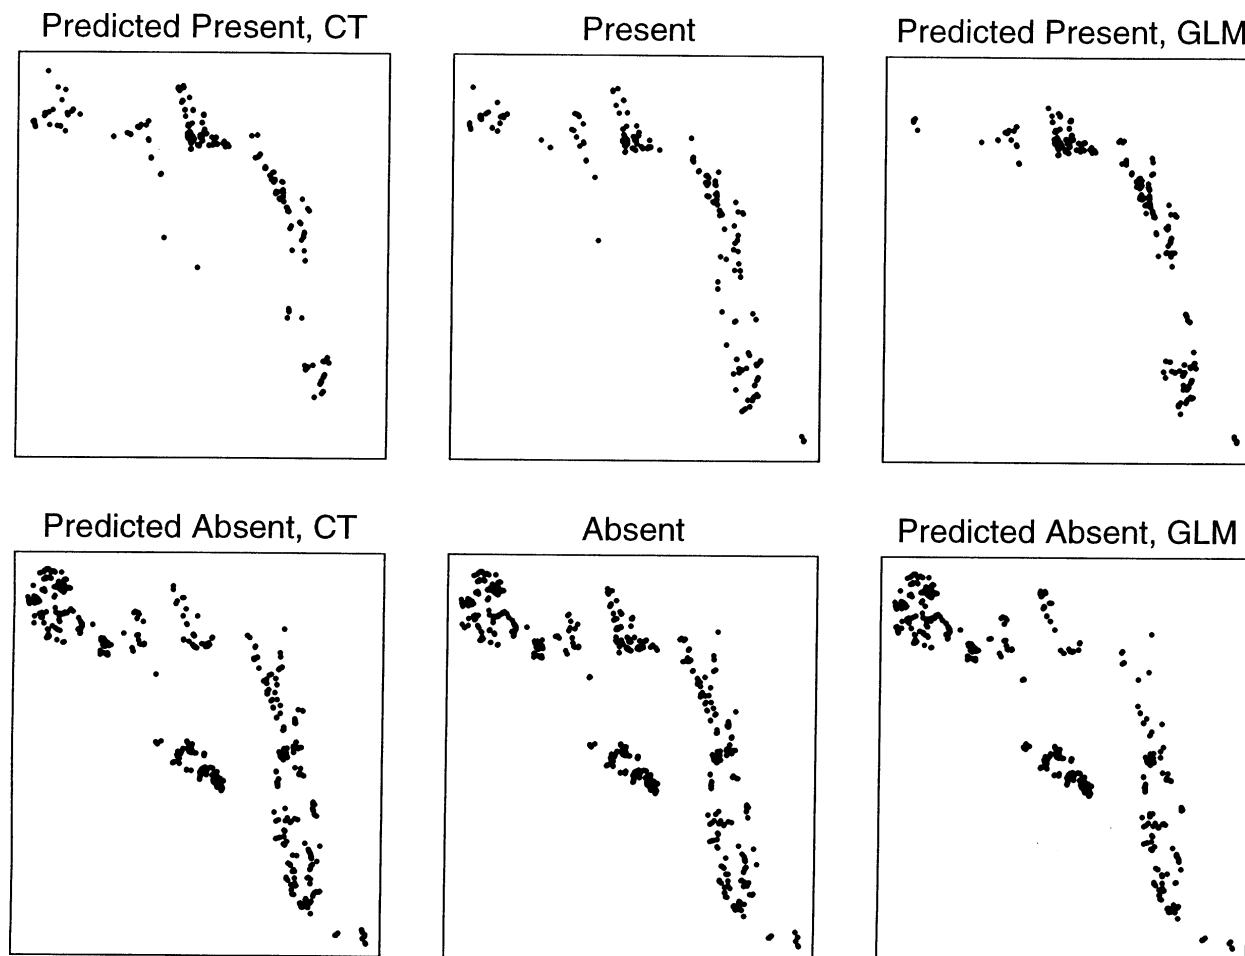 Predicted Present, CT
Present
Predicted Present, GLM
Predicted Absent, CT
Absent
Predicted Absent, GLM